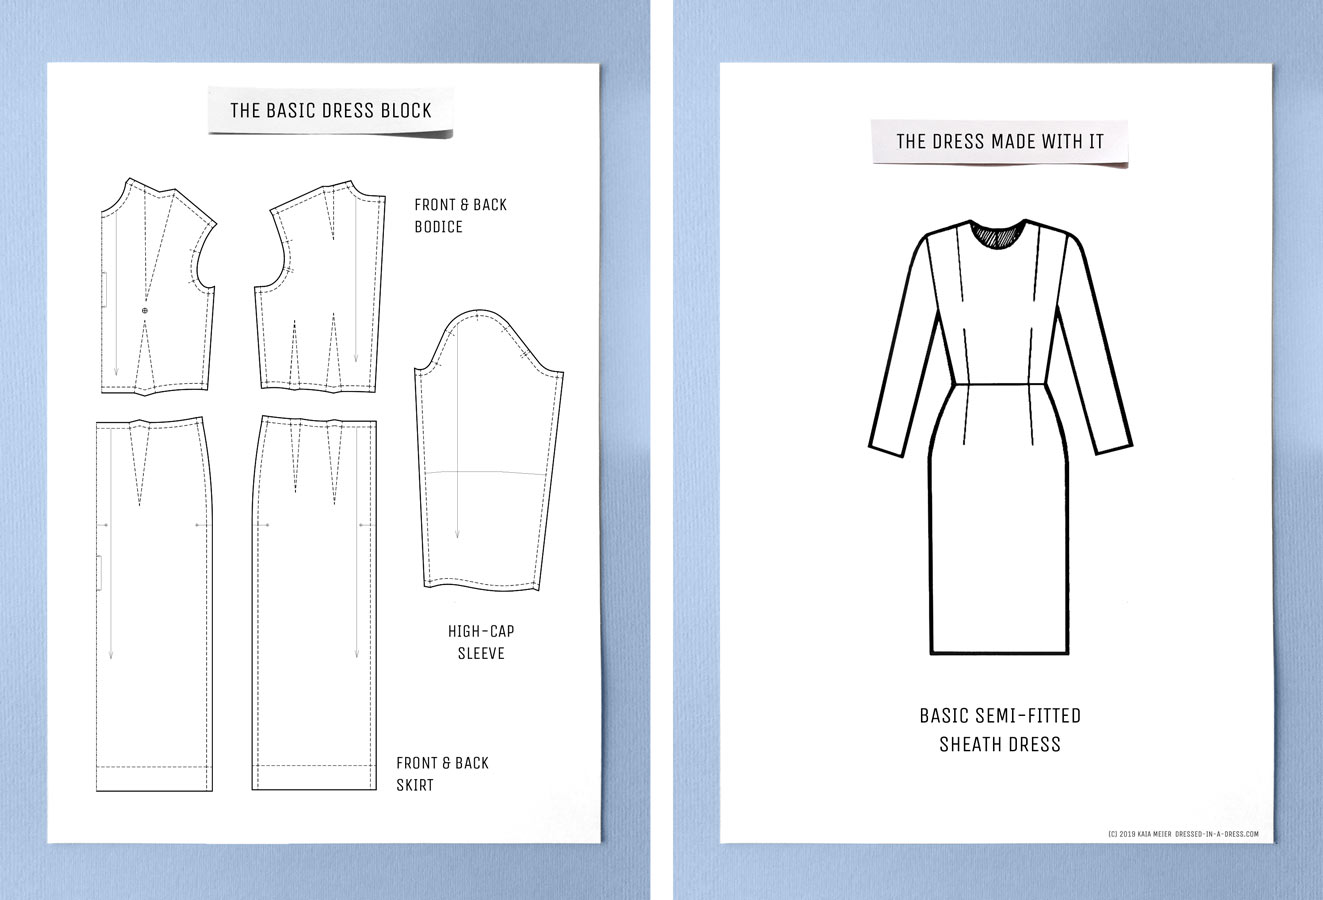 THE BASIC DRESS BLOCK
FRONT & BACK
BODICE
HIGH-CAP
SLEEVE
FRONT & BACK
SKIRT
THE DRESS MADE WITH IT
BASIC SEMI-FITTED
SHEATH DRESS
(C) 2019 KAIA MEIER DRESSED-IN-A-DRESS.COM